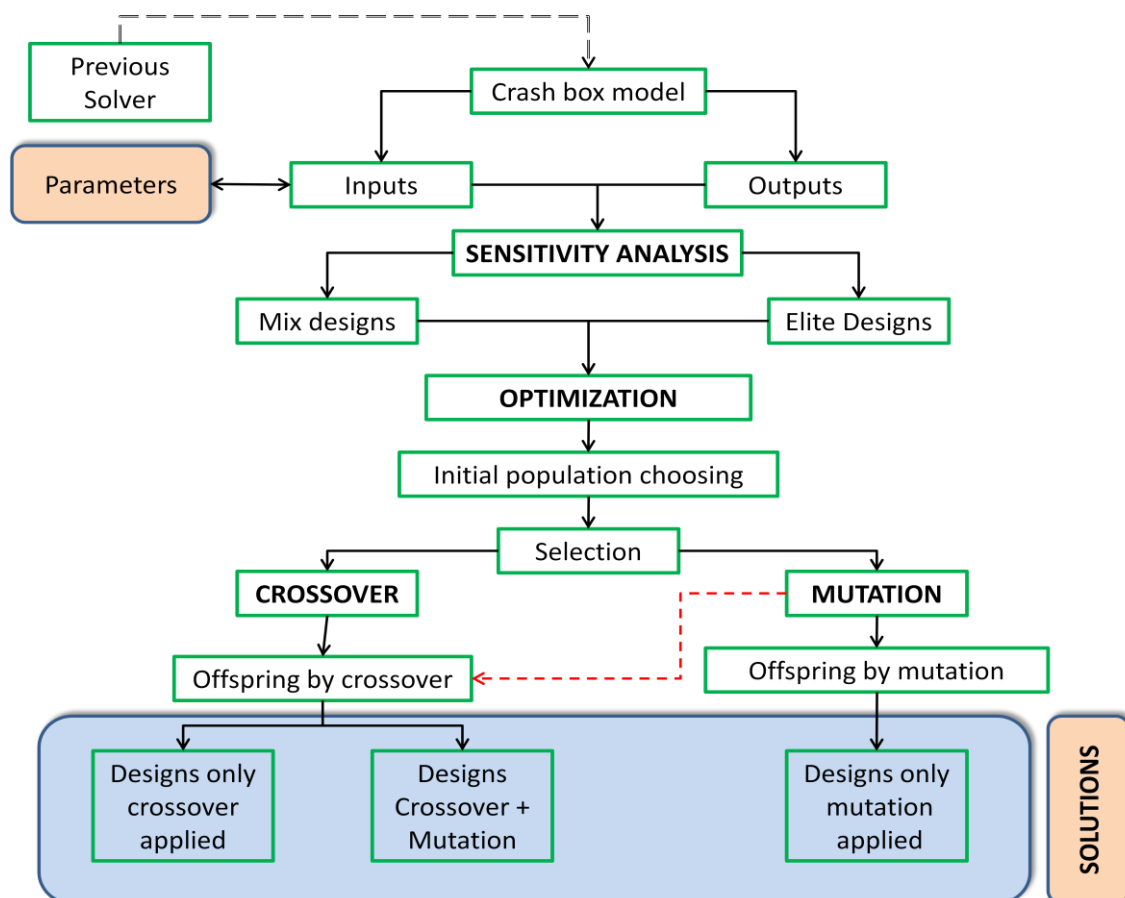 Previous
Solver
Crash box model
Parameters
Inputs
Outputs
SENSITIVITY ANALYSIS
Mix designs
Elite Designs
OPTIMIZATION
Initial population choosing
Selection
CROSSOVER
MUTATION
Offspring by crossover
Offspring by mutation
Designs only
crossover
applied
Designs
Crossover +
Mutation
Designs only
mutation
applied
SOLUTIONS